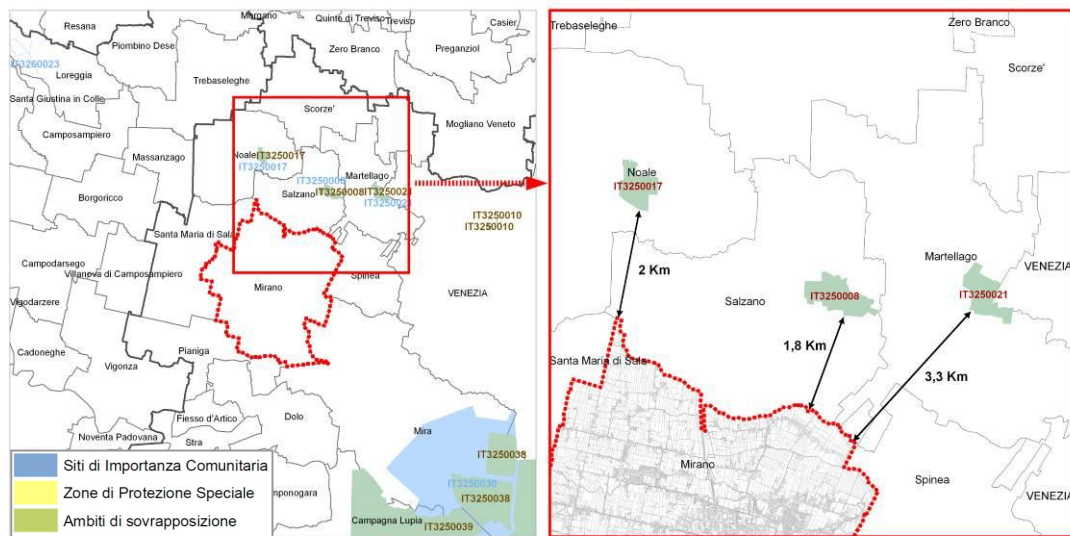 Resana
Morgano
Quinto di Treviso
Treviso
Casier
Piombino Dese
Zero Branco
Preganziol
IT3260023
Loreggia
Trebaseleghe
Santa Giustina in Colle
Scorze'
Camposampiero
Mogliano Veneto
Massanzago
Noale
IT3250017
IT3250017
Martellago
IT3250008
Borgoricco
Salzano
IT3250008
IT3250021
IT3250021
IT3250010
IT3250010
Santa Maria di Sala
Campodarsego
Villanova di Camposampiero
Spinea
Mirano
VENEZIA
Vigodarzere
Pianiga
Cadoneghe
Vigonza
Dolo
Fiesso d'Artico
Mira
Noventa Padovana
Stra
IT3250038
IT3250030
IT3250038
Campagna Lupia
IT3250039
Siti di Importanza Comunitaria
Zone di Protezione Speciale
Ambiti di sovrapposizione
Trebaseleghe
Zero Branco
Scorze'
Noale
IT3250017
2 Km
Martellago
VENEZIA
Salzano
IT3250008
IT3250021
1,8 Km
Santa Maria di Sala
3,3 Km
Mirano
Spinea
VENEZIA